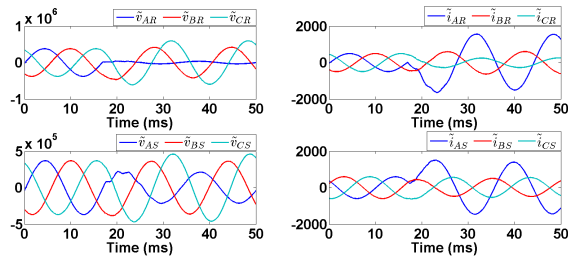 x 10^6
ṽ_AR ṽ_BR ṽ_CR
1
0
-1
0 10 20 30 40 50
Time (ms)
ĩ_AR ĩ_BR ĩ_CR
2000
0
-2000
0 10 20 30 40 50
Time (ms)
x 10^5
ṽ_AS ṽ_BS ṽ_CS
5
0
-5
0 10 20 30 40 50
Time (ms)
ĩ_AS ĩ_BS ĩ_CS
2000
0
-2000
0 10 20 30 40 50
Time (ms)